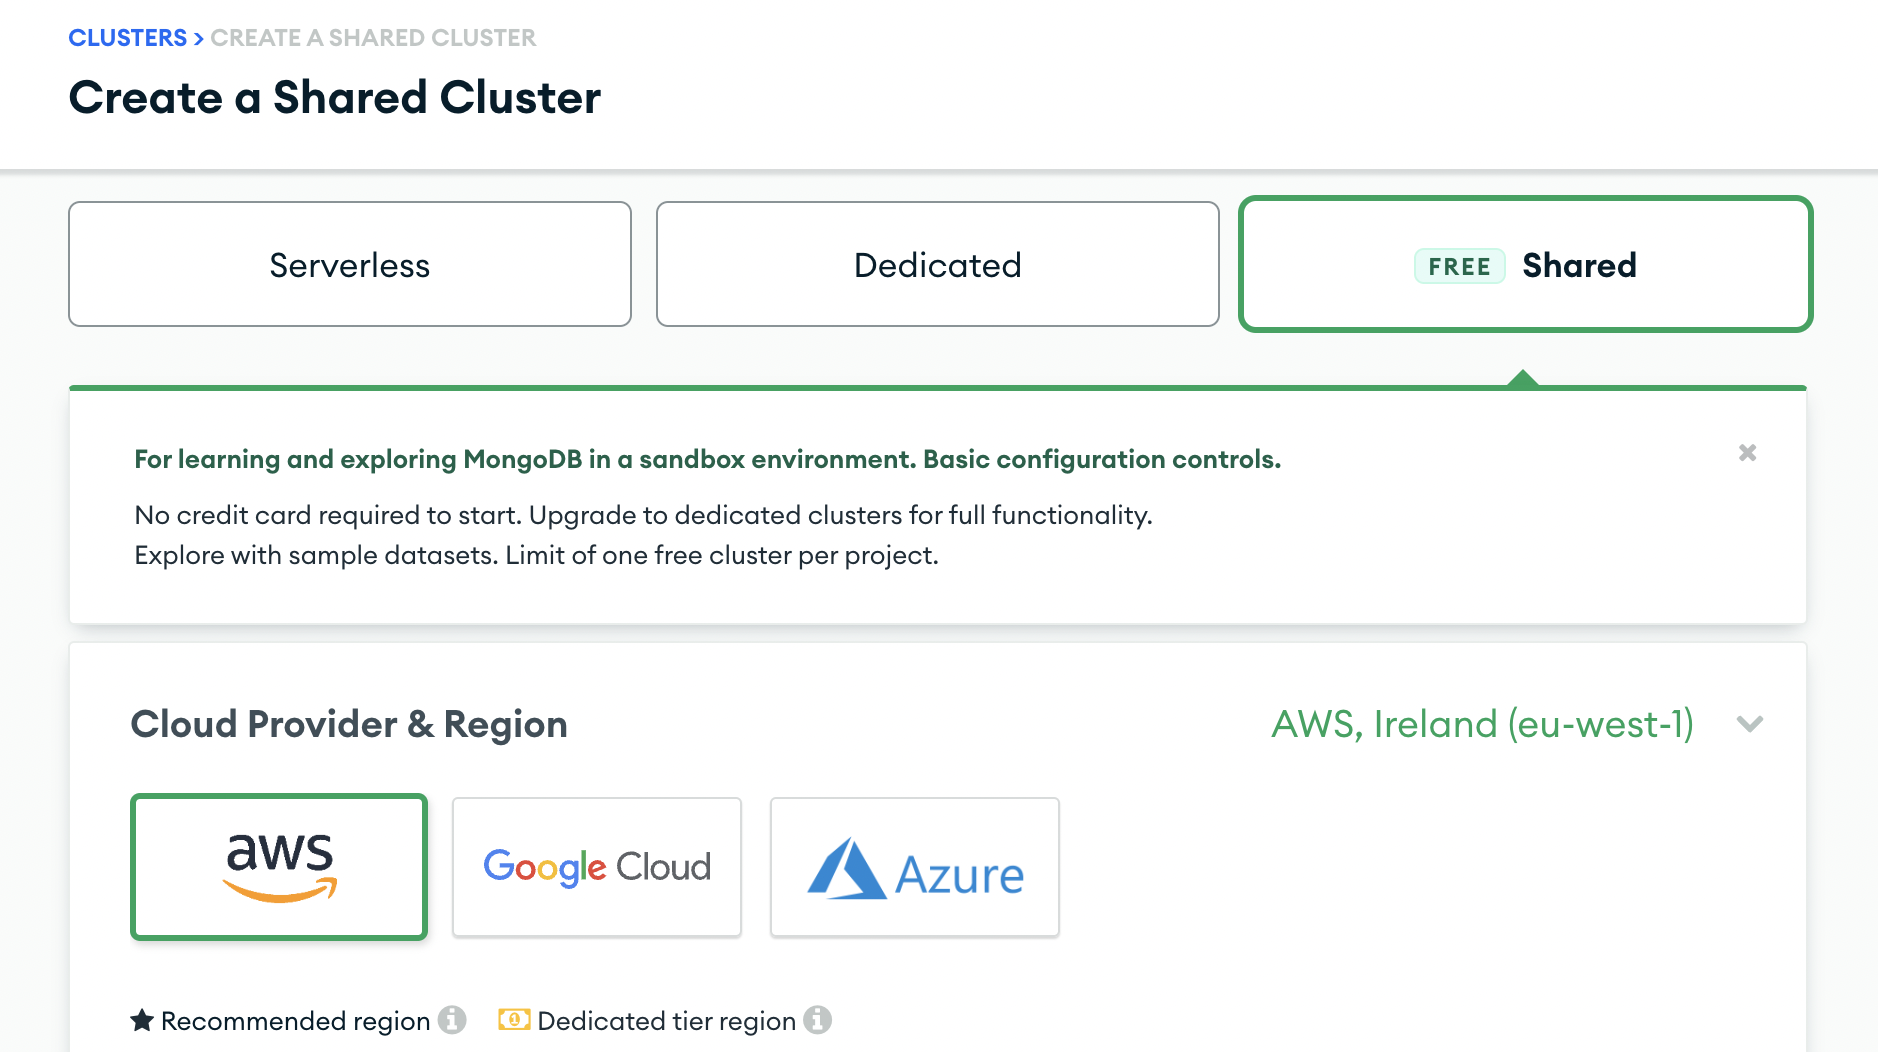 CLUSTERS > CREATE A SHARED CLUSTER
Create a Shared Cluster
Serverless
Dedicated
FREE Shared
For learning and exploring MongoDB in a sandbox environment. Basic configuration controls.
No credit card required to start. Upgrade to dedicated clusters for full functionality.
Explore with sample datasets. Limit of one free cluster per project.
Cloud Provider & Region
AWS, Ireland (eu-west-1)
aws
Google Cloud
Azure
Recommended region
Dedicated tier region